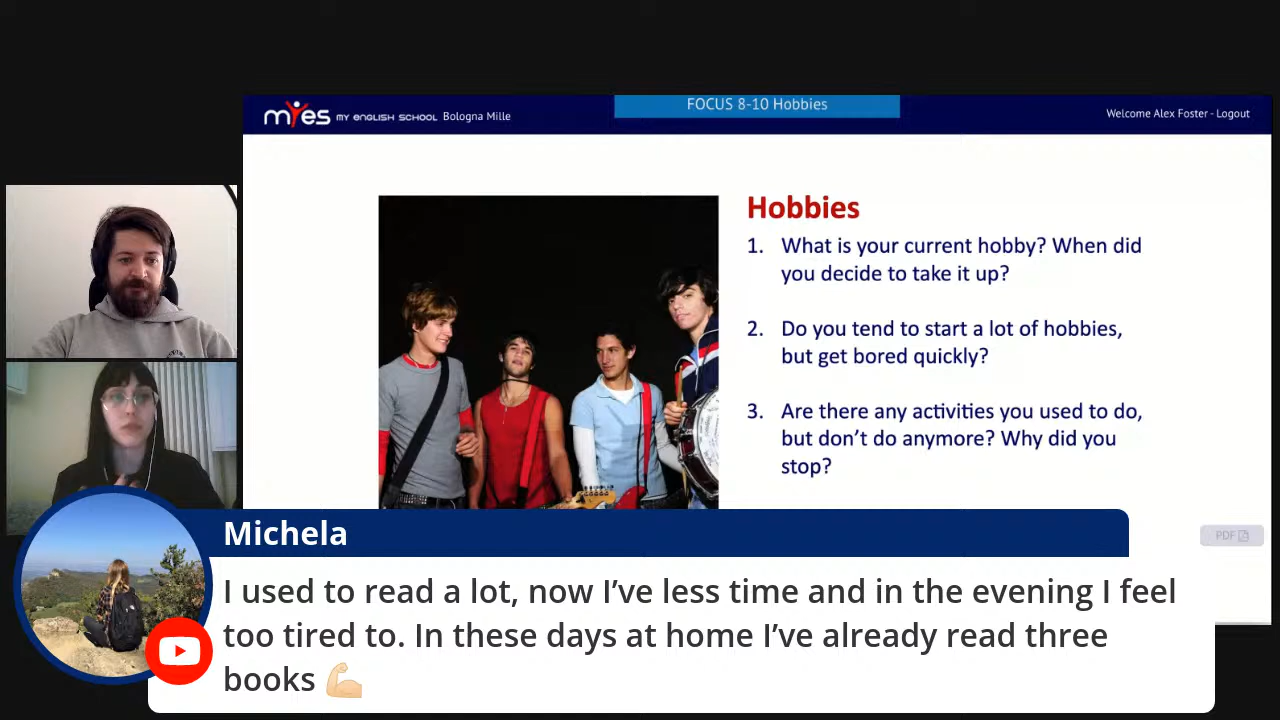 myes MY ENGLISH SCHOOL Bologna Mille
FOCUS 8-10 Hobbies
Welcome Alex Foster - Logout
Hobbies
1. What is your current hobby? When did
you decide to take it up?
2. Do you tend to start a lot of hobbies,
but get bored quickly?
3. Are there any activities you used to do,
but don’t do anymore? Why did you
stop?
PDF
Michela
I used to read a lot, now I’ve less time and in the evening I feel
too tired to. In these days at home I’ve already read three
books 💪🏻